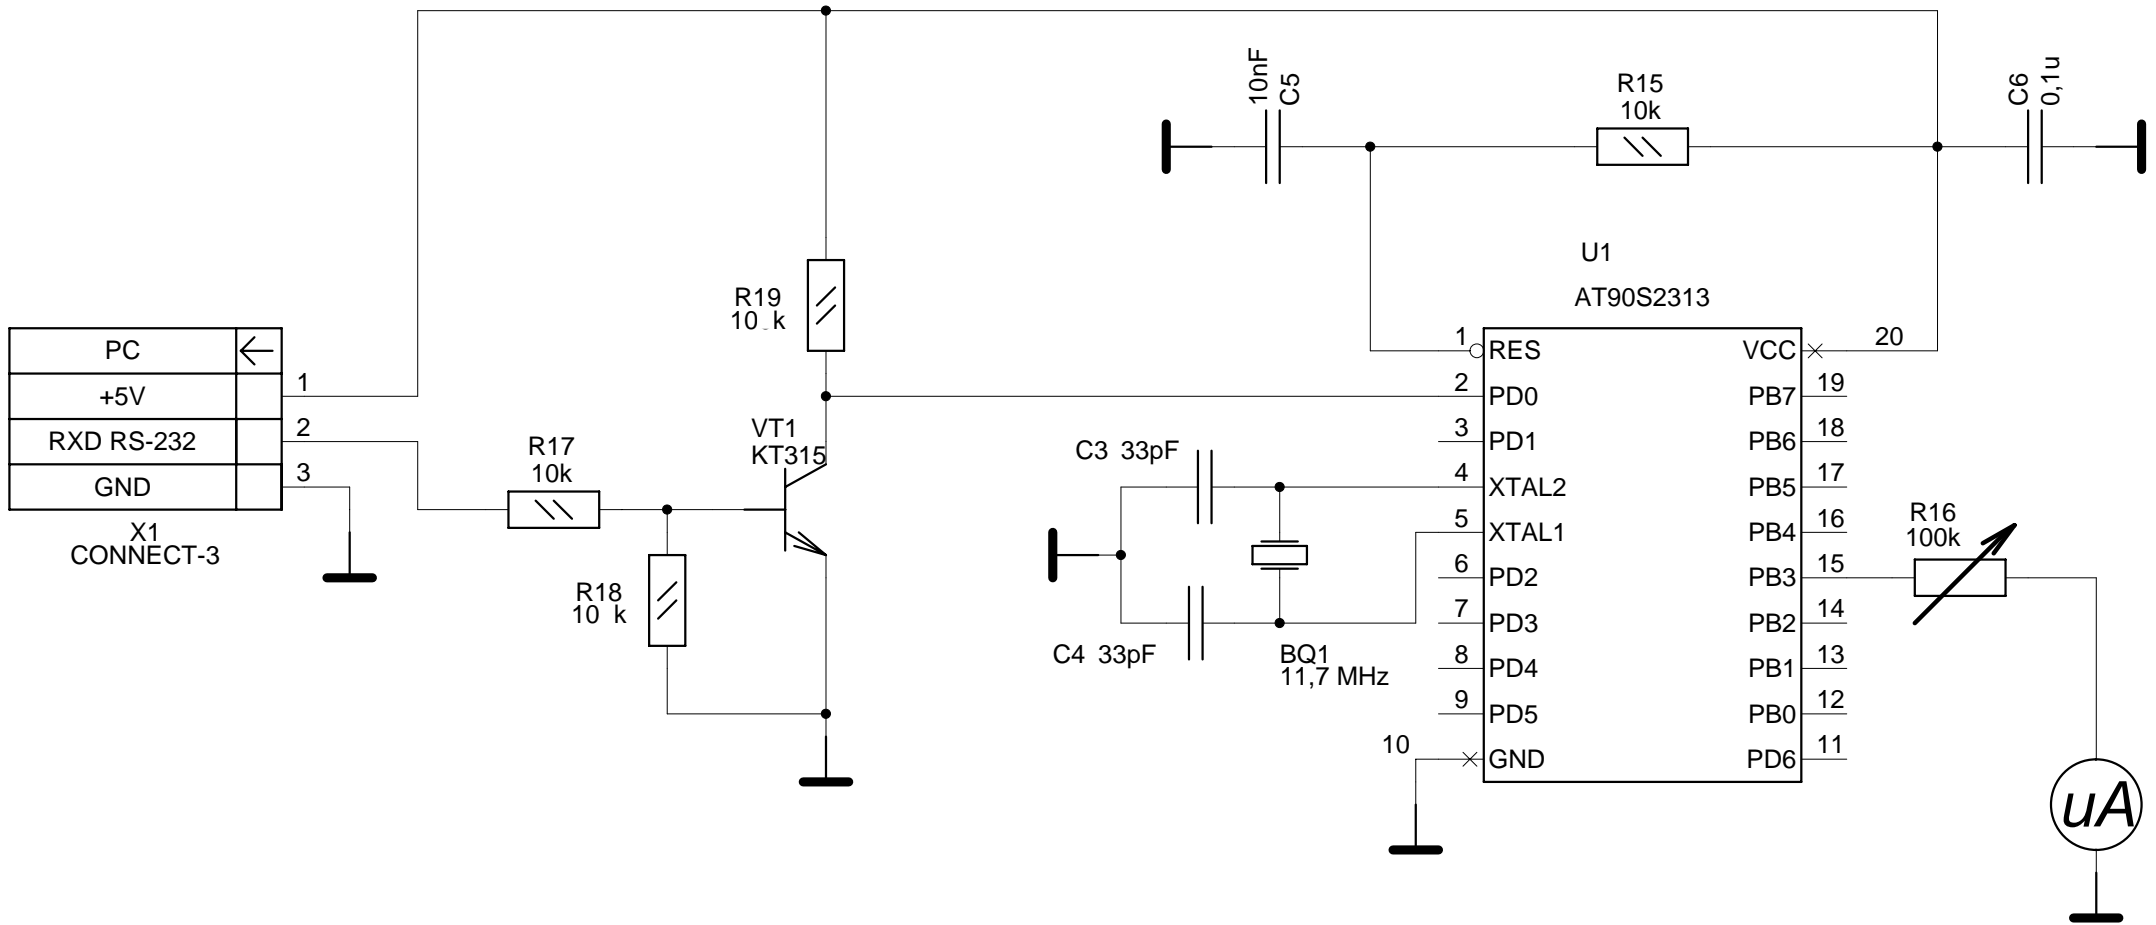 10nF
C5
R15
10k
C6
0,1u
U1
AT90S2313
R19
10 k
PC
+5V
1
RXD RS-232
2
GND
3
X1
CONNECT-3
R17
10k
VT1
KT315
R18
10 k
C3 33pF
C4 33pF
BQ1
11,7 MHz
1 RES VCC 20
2 PD0 PB7 19
3 PD1 PB6 18
4 XTAL2 PB5 17
5 XTAL1 PB4 16
6 PD2 PB3 15
7 PD3 PB2 14
8 PD4 PB1 13
9 PD5 PB0 12
10 GND PD6 11
R16
100k
uA